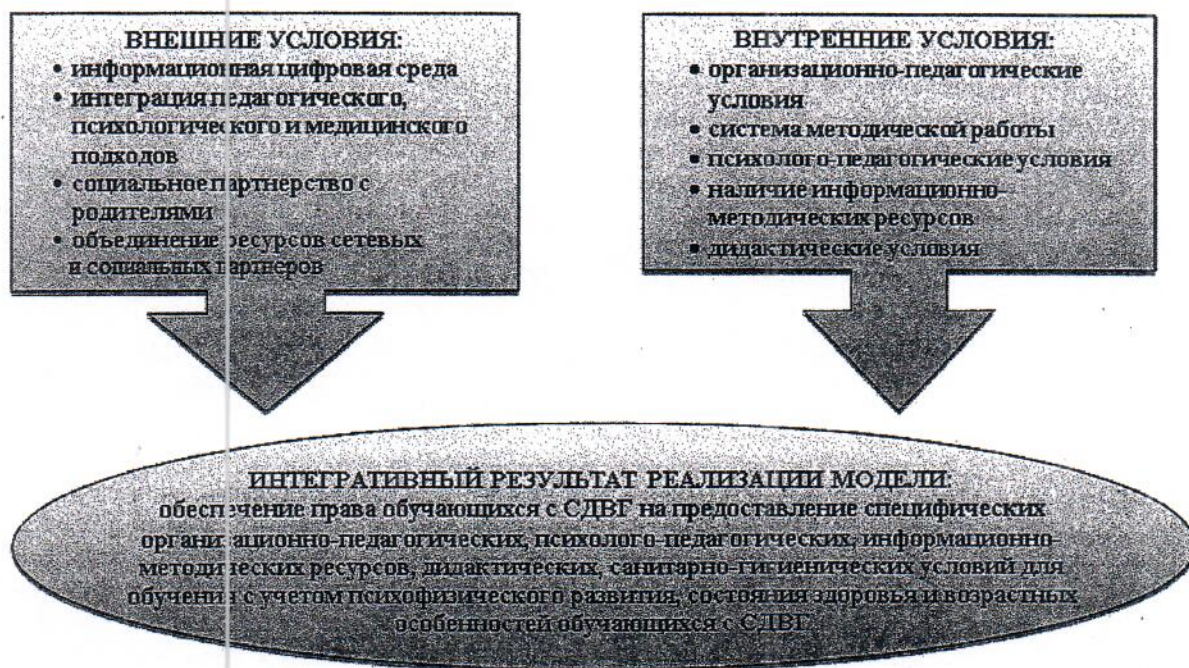 ВНЕШНИЕ УСЛОВИЯ:
• информационная цифровая среда
• интеграция педагогического,
психологического и медицинского
подходов
• социальное партнерство с
родителями
• объединение ресурсов сетевых
и социальных партнеров
ВНУТРЕННИЕ УСЛОВИЯ:
• организационно-педагогические
условия
• система методической работы
• психолого-педагогические условия
• наличие информационно-
методических ресурсов
• дидактические условия
ИНТЕГРАТИВНЫЙ РЕЗУЛЬТАТ РЕАЛИЗАЦИИ МОДЕЛИ:
обеспечение права обучающихся с СДВГ на предоставление специфических
организационно-педагогических, психолого-педагогических, информационно-
методических ресурсов, дидактических, санитарно-гигиенических условий для
обучения с учетом психофизического развития, состояния здоровья и возрастных
особенностей обучающихся с СДВГ